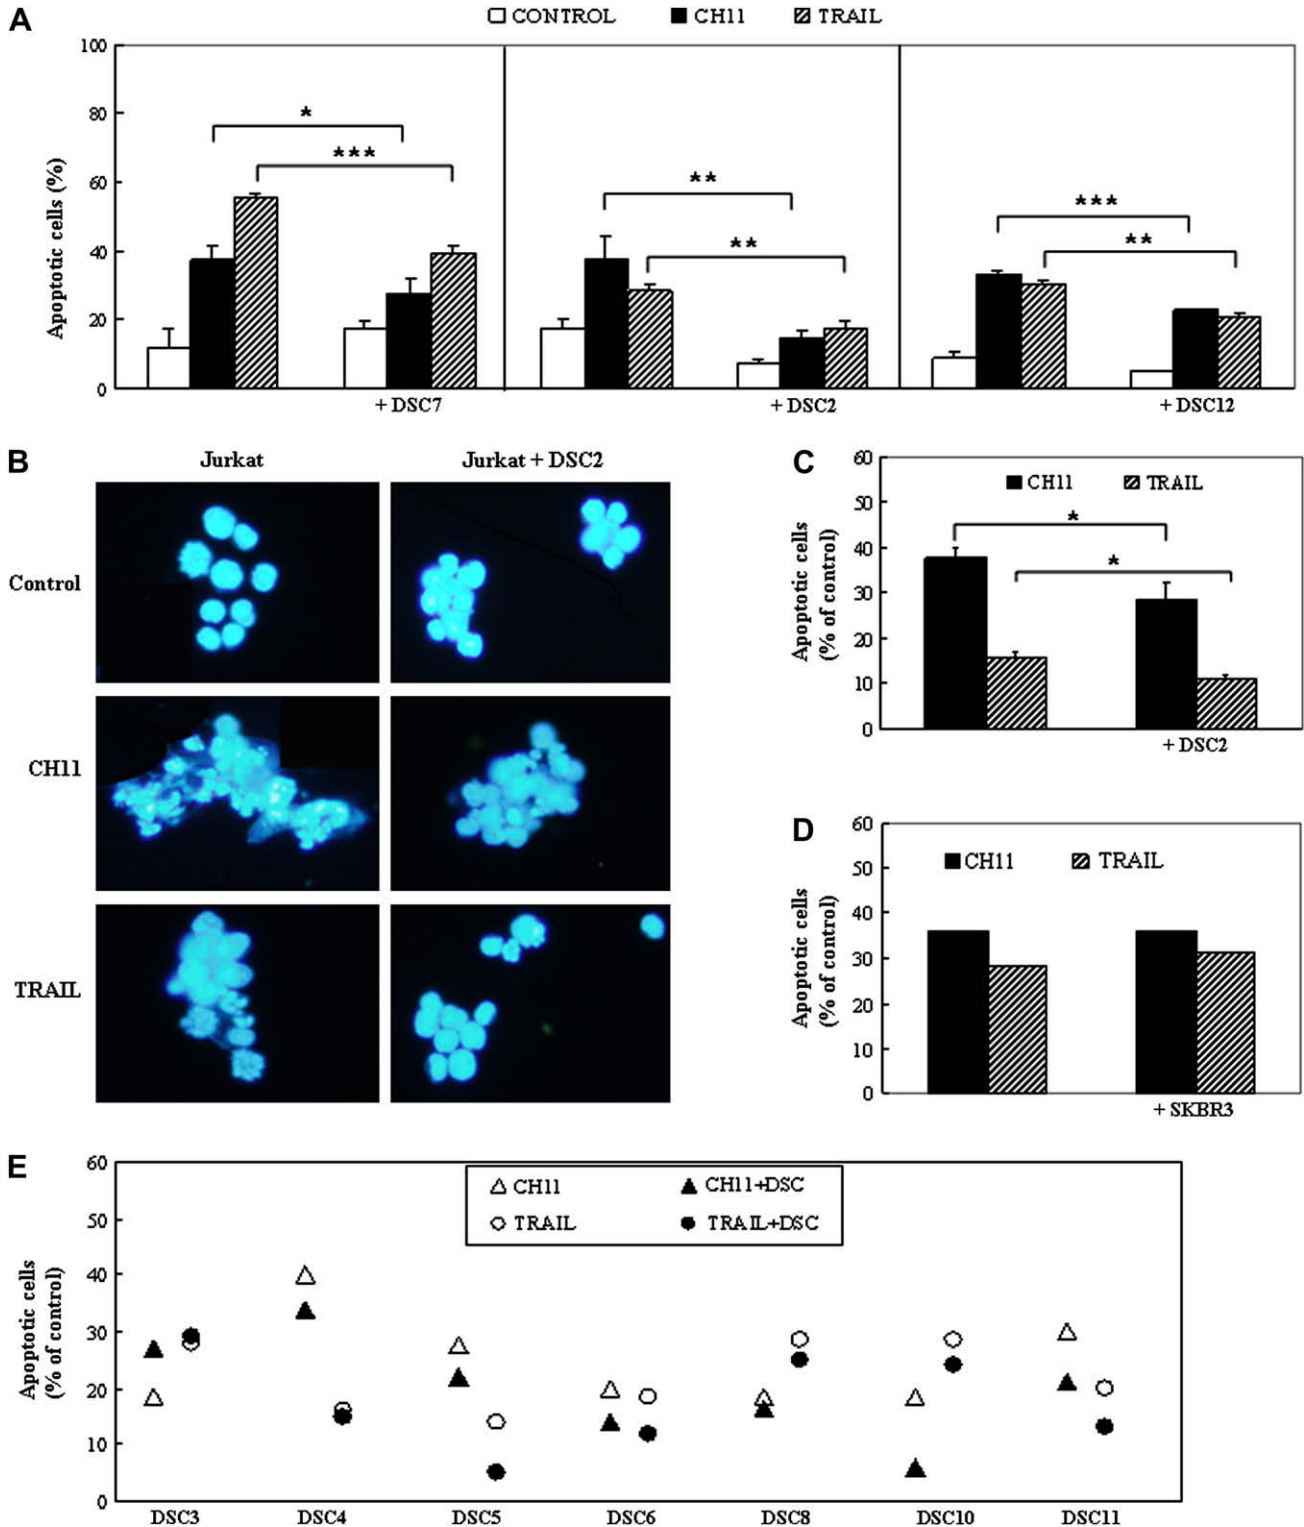 A
CONTROL CH11 TRAIL
100
80
60
40
20
0
Apoptotic cells (%)
* *** ** ** *** **
+ DSC7 + DSC2 + DSC12
B
Jurkat Jurkat + DSC2
Control
CH11
TRAIL
C
60
50
40
30
20
10
0
Apoptotic cells
(% of control)
CH11 TRAIL
*
*
+ DSC2
D
60
50
40
30
20
10
0
Apoptotic cells
(% of control)
CH11 TRAIL
+ SKBR3
E
60
50
40
30
20
10
0
Apoptotic cells
(% of control)
CH11 CH11+DSC
TRAIL TRAIL+DSC
DSC3 DSC4 DSC5 DSC6 DSC8 DSC10 DSC11